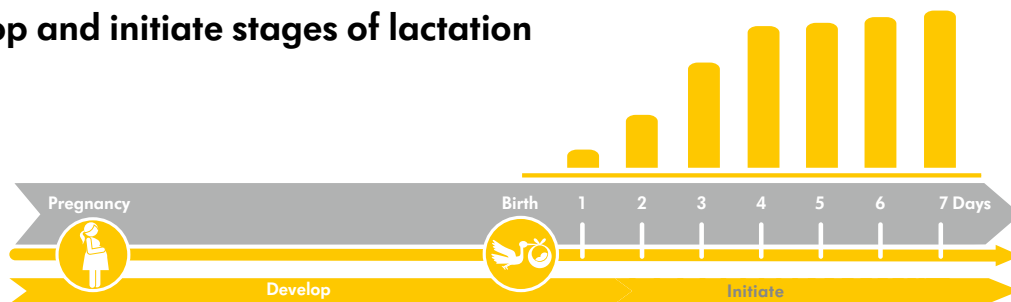 op and initiate stages of lactation
Pregnancy Birth 1 2 3 4 5 6 7 Days
Develop Initiate